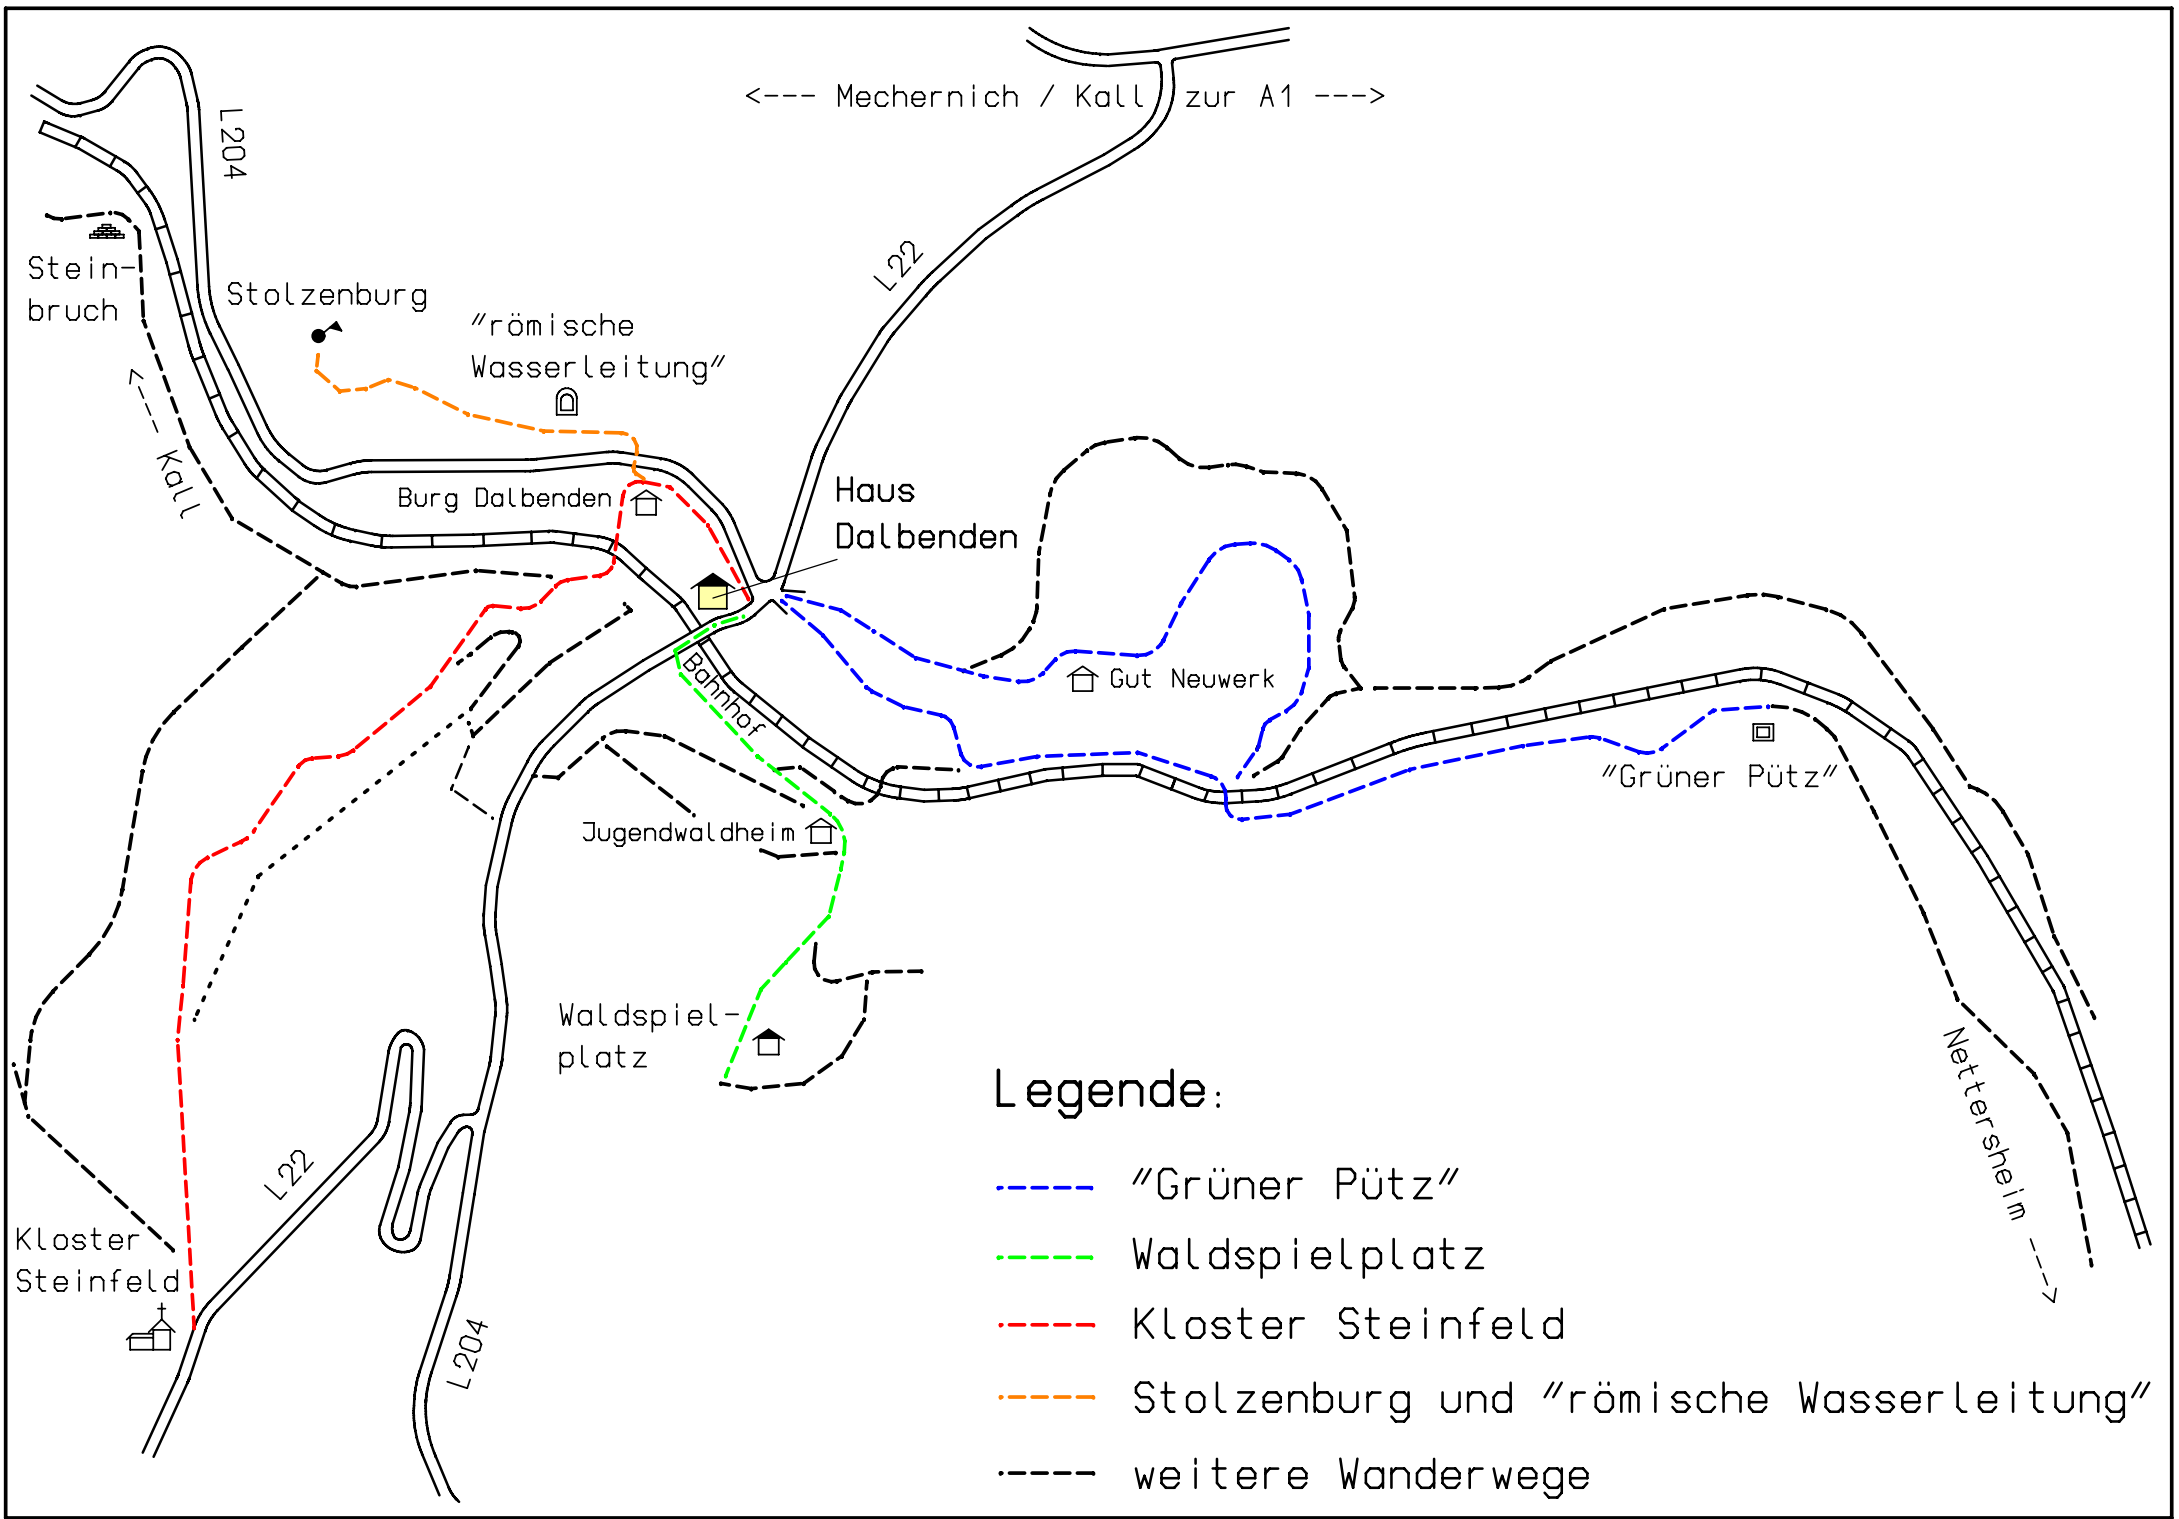 <--- Mechernich / Kall zur A1 --->
L204
L22
Stein-
bruch
Stolzenburg
"römische
Wasserleitung"
<--- Kall
Burg Dalbenden
Haus
Dalbenden
Bahnhof
Gut Neuwerk
"Grüner Pütz"
Jugendwaldheim
Waldspiel-
platz
Nettersheim --->
L22
Kloster
Steinfeld
L204
Legende:
"Grüner Pütz"
Waldspielplatz
Kloster Steinfeld
Stolzenburg und "römische Wasserleitung"
weitere Wanderwege